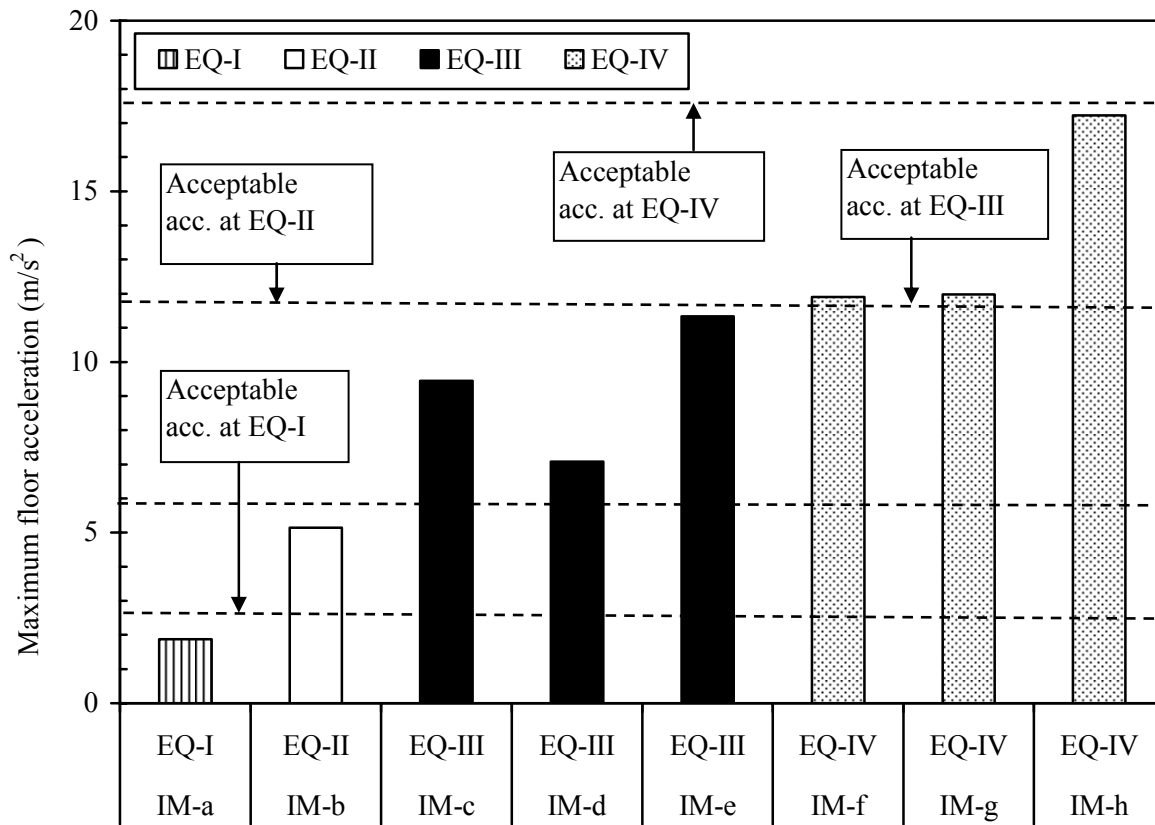 20
EQ-I EQ-II EQ-III EQ-IV
Acceptable
acc. at EQ-II
Acceptable
acc. at EQ-IV
Acceptable
acc. at EQ-III
15
Maximum floor acceleration (m/s²)
10
Acceptable
acc. at EQ-I
5
0
EQ-I EQ-II EQ-III EQ-III EQ-III EQ-IV EQ-IV EQ-IV
IM-a IM-b IM-c IM-d IM-e IM-f IM-g IM-h